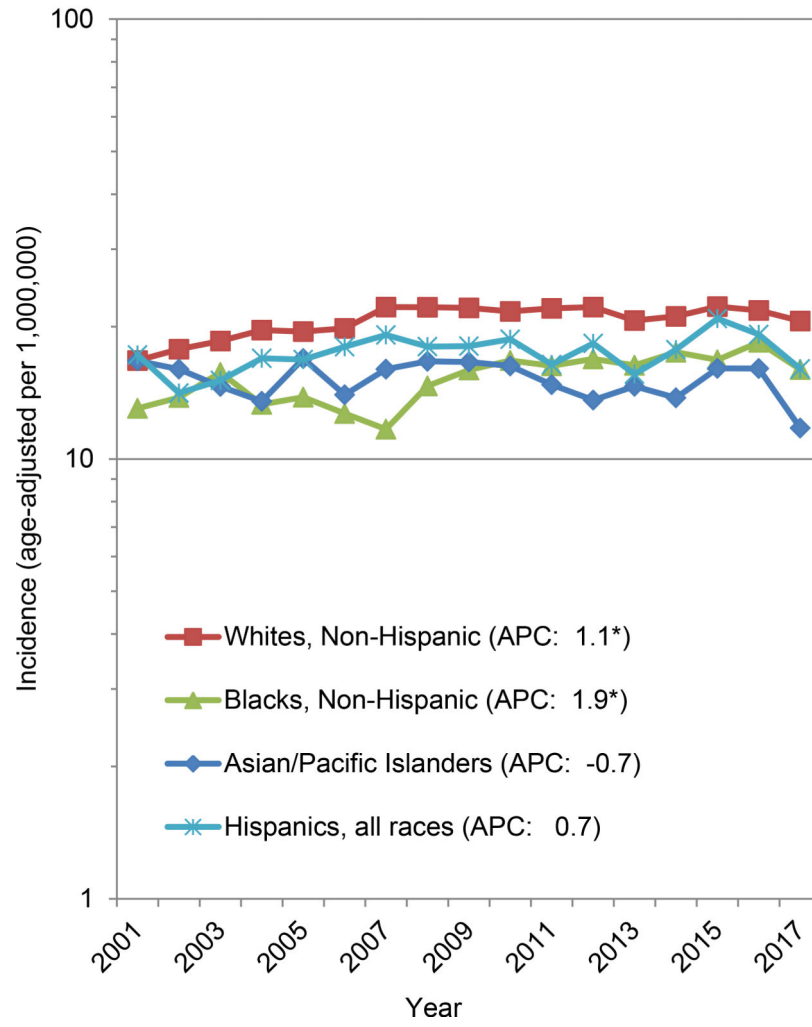 100
10
1
Incidence (age-adjusted per 1,000,000)
Whites, Non-Hispanic (APC:  1.1*)
Blacks, Non-Hispanic (APC:  1.9*)
Asian/Pacific Islanders (APC:  -0.7)
Hispanics, all races (APC:   0.7)
2001
2003
2005
2007
2009
2011
2013
2015
2017
Year